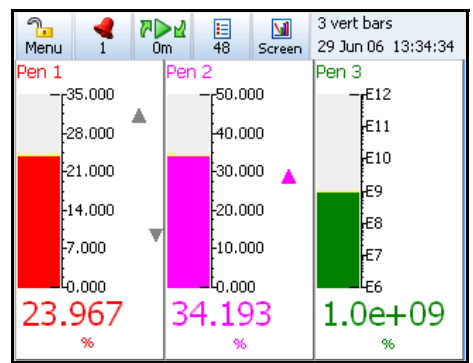 Menu
1
0m
48
Screen
3 vert bars
29 Jun 06 13:34:34
Pen 1
35.000
28.000
21.000
14.000
7.000
0.000
23.967
%
Pen 2
50.000
40.000
30.000
20.000
10.000
0.000
34.193
%
Pen 3
E12
E11
E10
E9
E8
E7
E6
1.0e+09
%